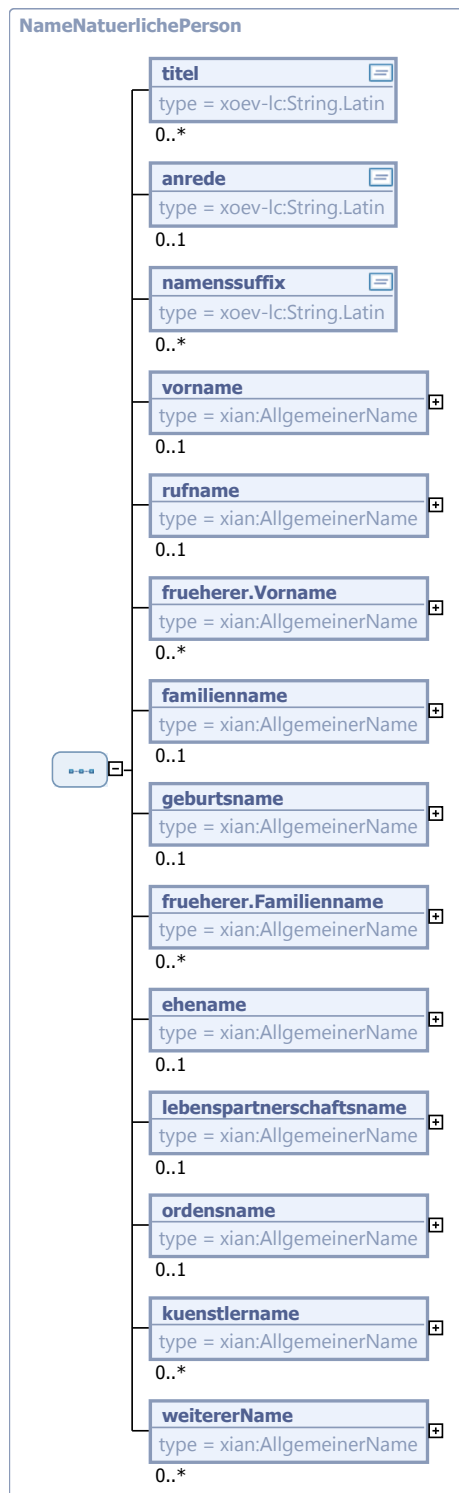 NameNatuerlichePerson
titel
type = xoev-lc:String.Latin
0..*
anrede
type = xoev-lc:String.Latin
0..1
namenssuffix
type = xoev-lc:String.Latin
0..*
vorname
type = xian:AllgemeinerName
0..1
rufname
type = xian:AllgemeinerName
0..1
frueherer.Vorname
type = xian:AllgemeinerName
0..*
familienname
type = xian:AllgemeinerName
0..1
geburtsname
type = xian:AllgemeinerName
0..1
frueherer.Familienname
type = xian:AllgemeinerName
0..*
ehename
type = xian:AllgemeinerName
0..1
lebenspartnerschaftsname
type = xian:AllgemeinerName
0..1
ordensname
type = xian:AllgemeinerName
0..1
kuenstlername
type = xian:AllgemeinerName
0..*
weitererName
type = xian:AllgemeinerName
0..*